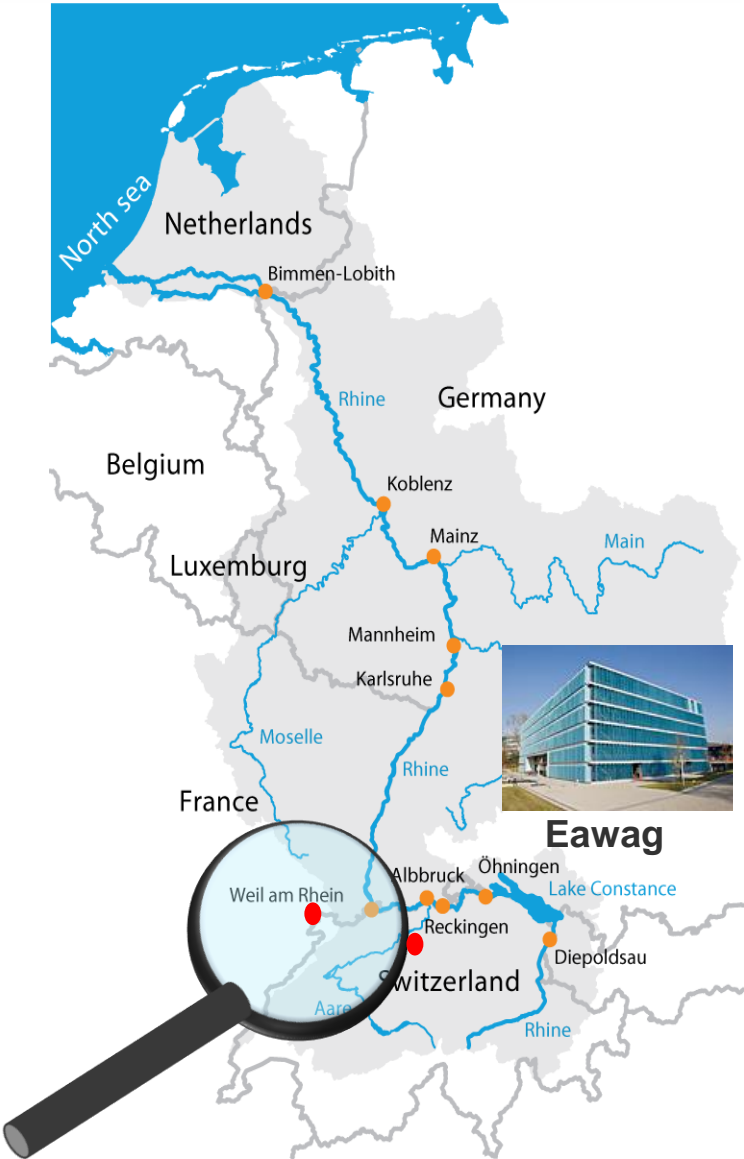 North sea
Netherlands
Bimmen-Lobith
Rhine
Germany
Belgium
Koblenz
Mainz
Main
Luxemburg
Mannheim
Karlsruhe
Moselle
Rhine
France
Eawag
Albbruck
Öhningen
Weil am Rhein
Lake Constance
Reckingen
Diepoldsau
Switzerland
Aare
Rhine